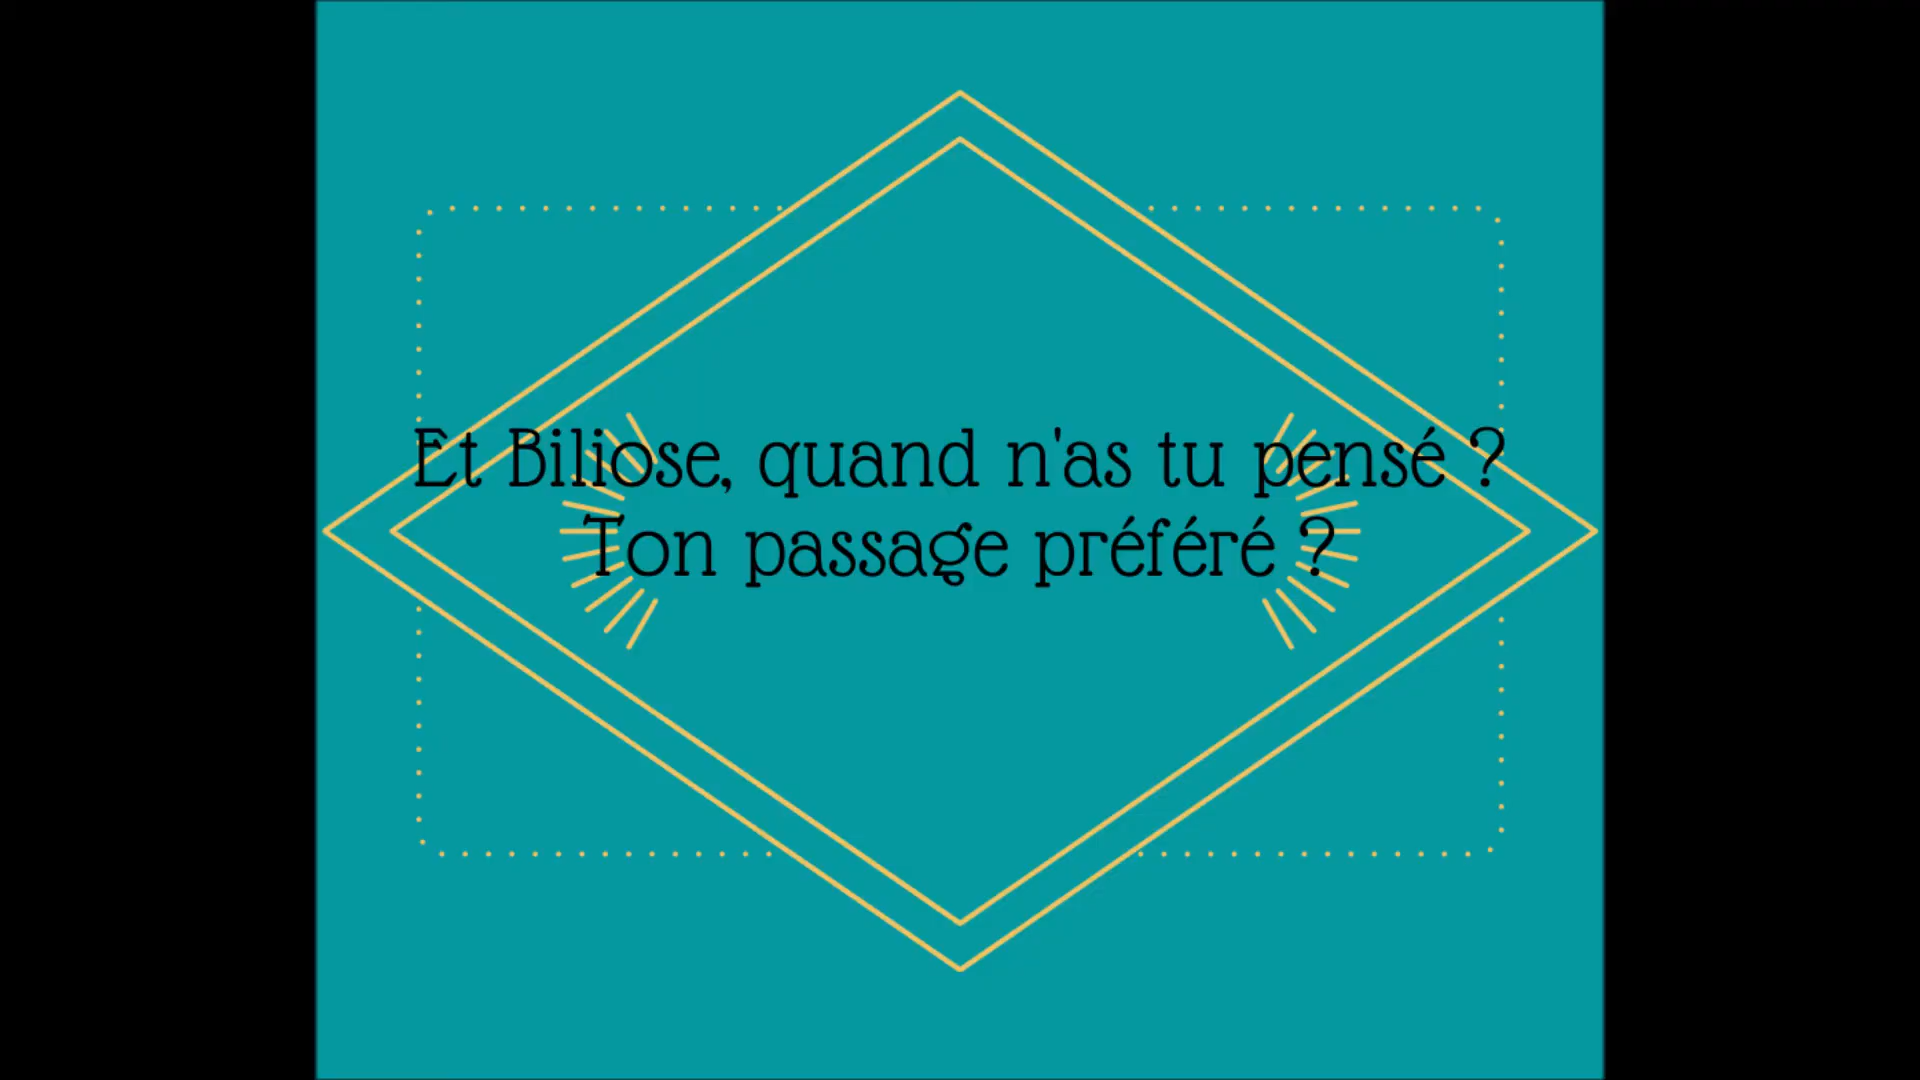 Et Biliose, quand n'as tu pensé ?
Ton passage préféré ?